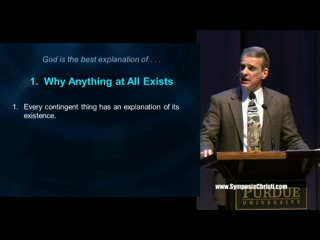 God is the best explanation of . . .
1. Why Anything at All Exists
1. Every contingent thing has an explanation of its
existence.
www.SymposiaChristi.com
PURDUE
UNIVERSITY